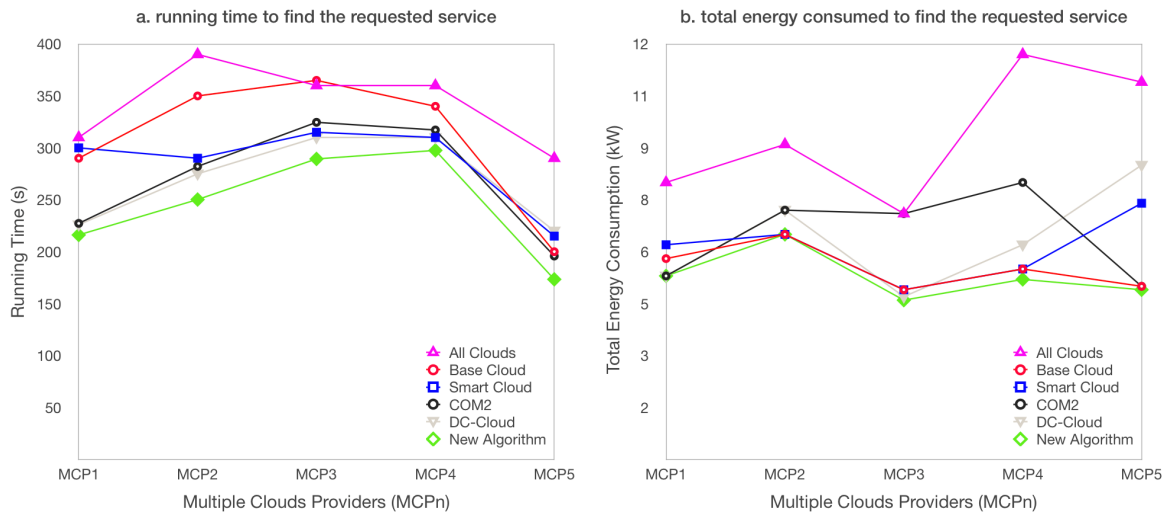 a. running time to find the requested service
400
350
300
250
200
150
100
50
Running Time (s)
All Clouds
Base Cloud
Smart Cloud
COM2
DC-Cloud
New Algorithm
MCP1 MCP2 MCP3 MCP4 MCP5
Multiple Clouds Providers (MCPn)
b. total energy consumed to find the requested service
12
11
9
8
6
5
3
2
Total Energy Consumption (kW)
All Clouds
Base Cloud
Smart Cloud
COM2
DC-Cloud
New Algorithm
MCP1 MCP2 MCP3 MCP4 MCP5
Multiple Clouds Providers (MCPn)